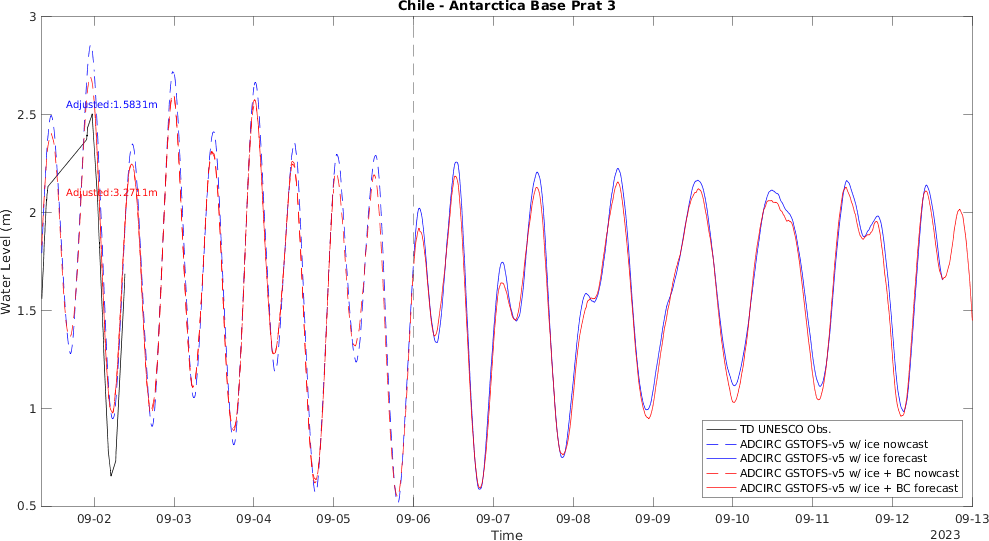 Chile - Antarctica Base Prat 3
3
2.5
2
1.5
1
0.5
Water Level (m)
Adjusted:1.5831m
Adjusted:3.2711m
TD UNESCO Obs.
ADCIRC GSTOFS-v5 w/ ice nowcast
ADCIRC GSTOFS-v5 w/ ice forecast
ADCIRC GSTOFS-v5 w/ ice + BC nowcast
ADCIRC GSTOFS-v5 w/ ice + BC forecast
09-02 09-03 09-04 09-05 09-06 09-07 09-08 09-09 09-10 09-11 09-12 09-13
Time
2023